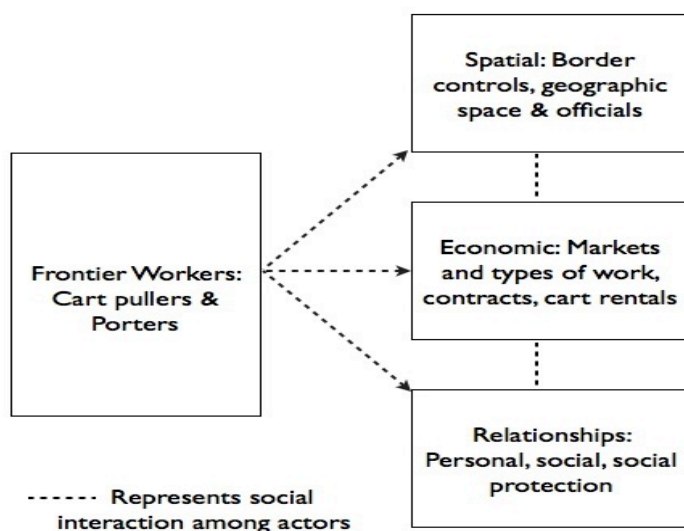 Spatial: Border
controls, geographic
space & officials
Frontier Workers:
Cart pullers &
Porters
Economic: Markets
and types of work,
contracts, cart rentals
Relationships:
Personal, social, social
protection
Represents social
interaction among actors